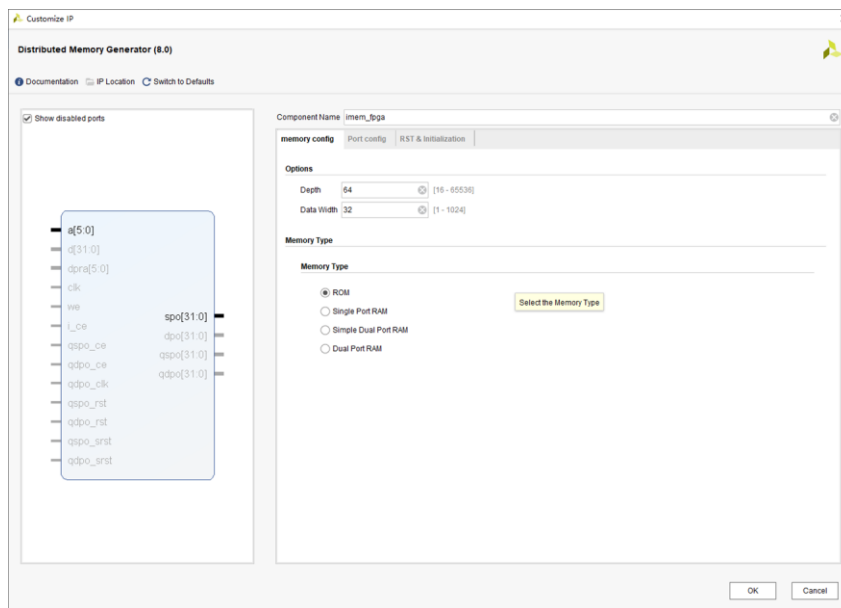 Customize IP
Distributed Memory Generator (8.0)
Documentation IP Location Switch to Defaults
Show disabled ports
a[5:0]
d[31:0]
dpra[5:0]
clk
we
i_ce
qspo_ce
qdpo_ce
qdpo_clk
qspo_rst
qdpo_rst
qspo_srst
qdpo_srst
spo[31:0]
dpo[31:0]
qspo[31:0]
qdpo[31:0]
Component Name imem_fpga
memory config Port config RST & Initialization
Options
Depth 64 [16 - 65536]
Data Width 32 [1 - 1024]
Memory Type
Memory Type
ROM
Select the Memory Type
Single Port RAM
Simple Dual Port RAM
Dual Port RAM
OK Cancel